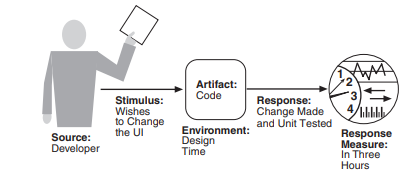 Source:
Developer
Stimulus:
Wishes
to Change
the UI
Artifact:
Code
Environment:
Design
Time
Response:
Change Made
and Unit Tested
1
2
3
4
Response
Measure:
In Three
Hours